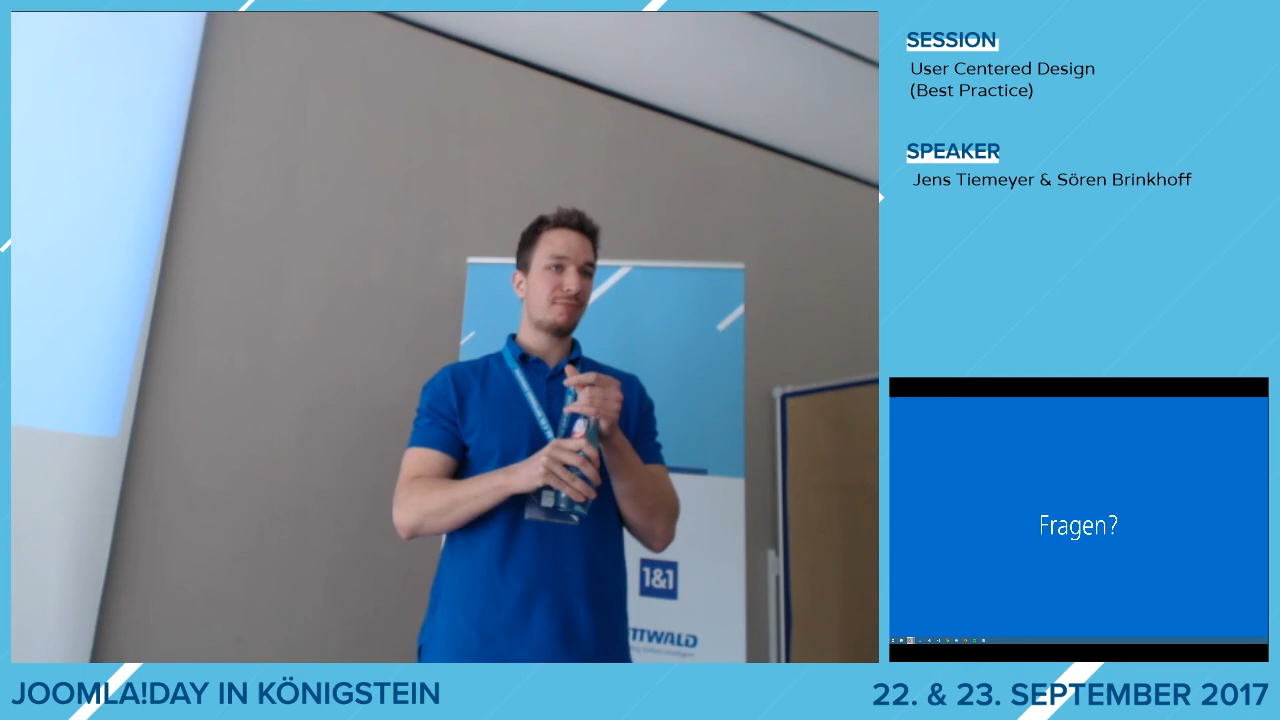 SESSION
User Centered Design
(Best Practice)
SPEAKER
Jens Tiemeyer & Sören Brinkhoff
1&1
TTWALD
Fragen?
JOOMLA!DAY IN KÖNIGSTEIN
22. & 23. SEPTEMBER 2017